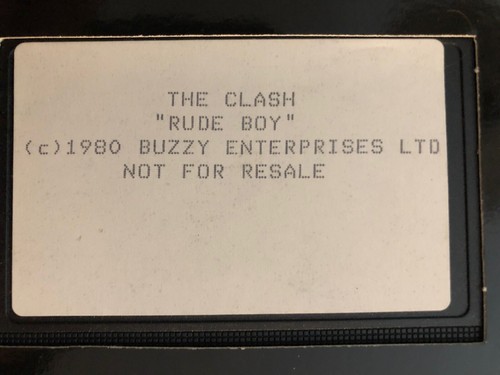 THE CLASH
"RUDE BOY"
(c)1980 BUZZY ENTERPRISES LTD
NOT FOR RESALE